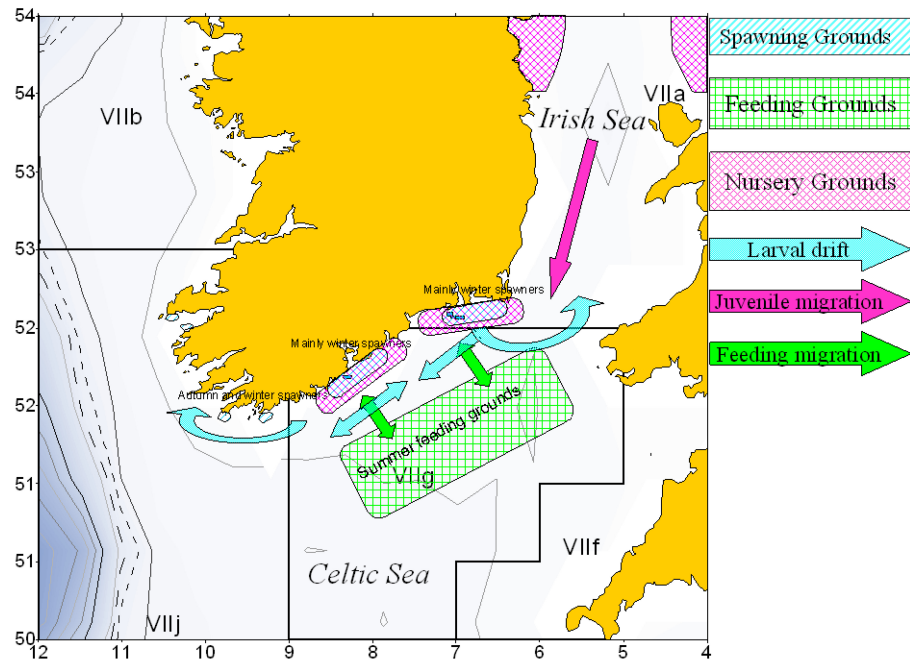 54
54
53
53
52
52
51
51
50
12
11
10
9
8
7
6
5
4
VIIb
VIIa
Irish Sea
Mainly winter spawners
Mainly winter spawners
Autumn and winter spawners
Summer feeding grounds
VIIg
VIIf
Celtic Sea
VIIj
Spawning Grounds
Feeding Grounds
Nursery Grounds
Larval drift
Juvenile migration
Feeding migration